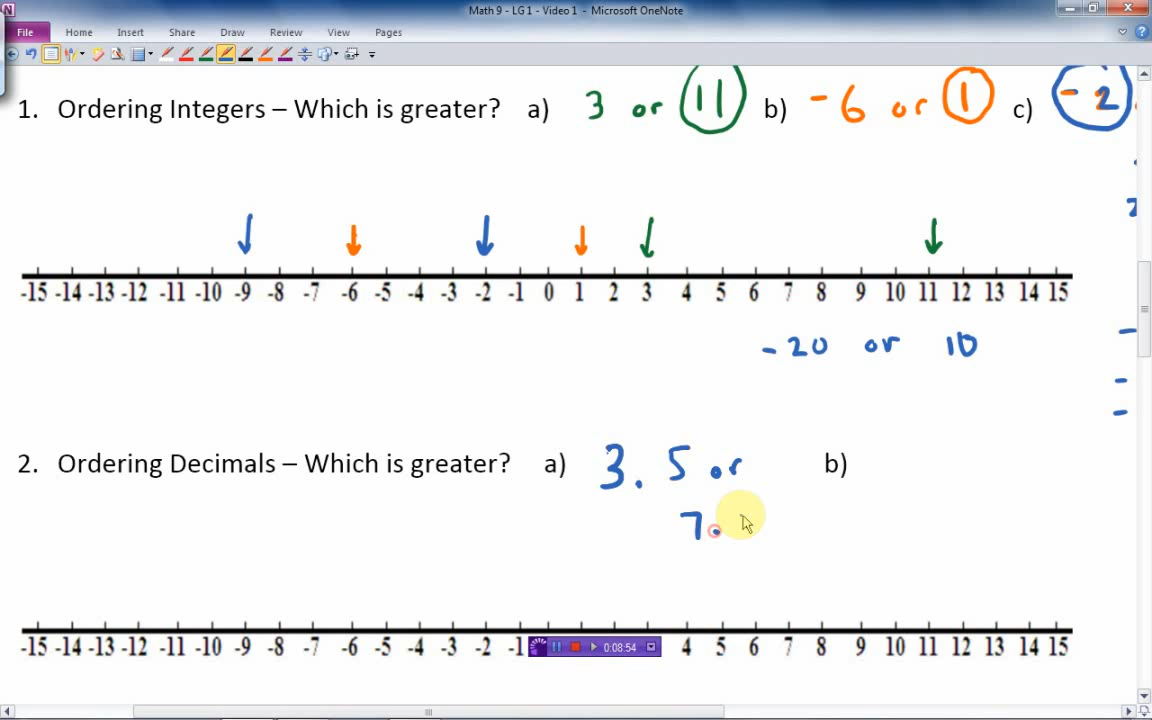 Math 9 - LG 1 - Video 1 - Microsoft OneNote
File Home Insert Share Draw Review View Pages
1. Ordering Integers – Which is greater? a) 3 or 11 b) -6 or 1 c) -2
-15 -14 -13 -12 -11 -10 -9 -8 -7 -6 -5 -4 -3 -2 -1 0 1 2 3 4 5 6 7 8 9 10 11 12 13 14 15
-20 or 10
2. Ordering Decimals – Which is greater? a) 3.5 or b)
7.
-15 -14 -13 -12 -11 -10 -9 -8 -7 -6 -5 -4 -3 -2 -1 0:08:54 4 5 6 7 8 9 10 11 12 13 14 15